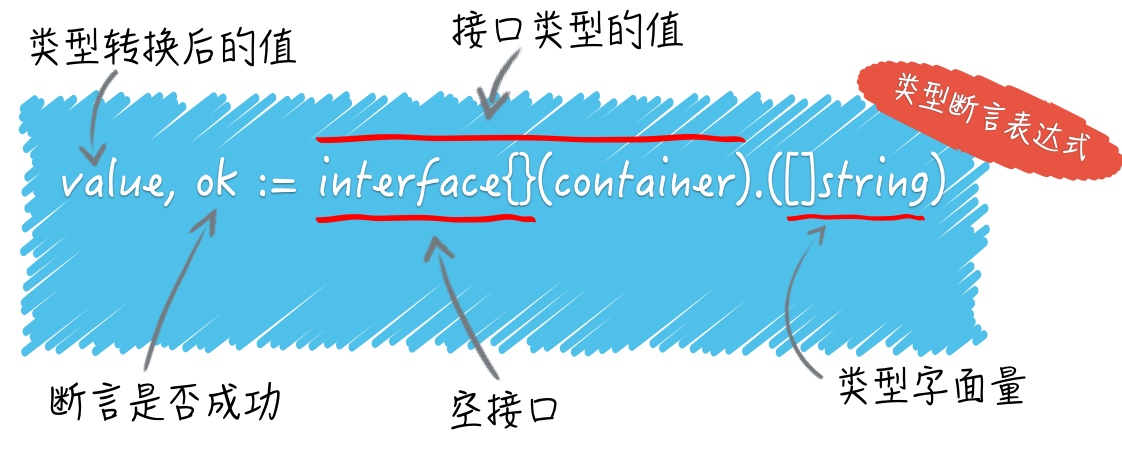 类型转换后的值
接口类型的值
类型断言表达式
value, ok := interface{}(container).([]string)
断言是否成功
空接口
类型字面量